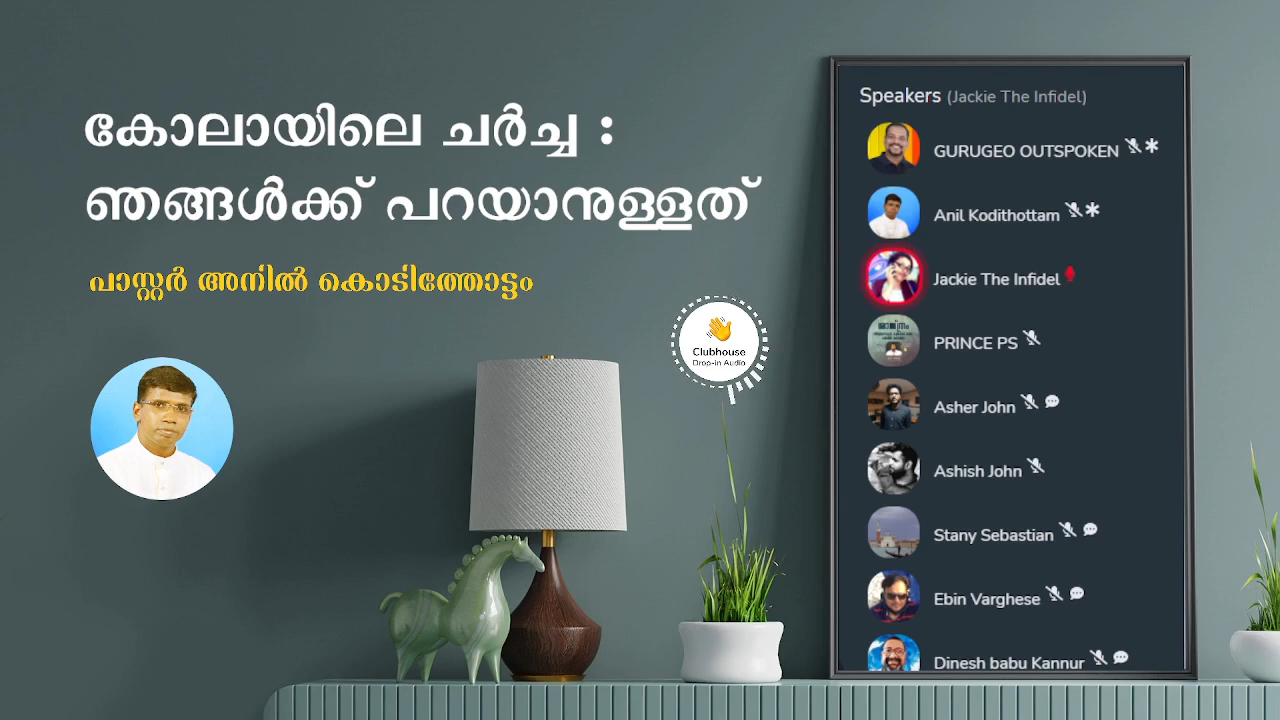 കോലായിലെ ചർച്ച :
ഞങ്ങൾക്ക് പറയാനുള്ളത്
പാസ്റ്റർ അനിൽ കൊടിത്തോട്ടം
Clubhouse
Drop-in Audio
Speakers (Jackie The Infidel)
GURUGEO OUTSPOKEN
Anil Kodithottam
Jackie The Infidel
PRINCE PS
Asher John
Ashish John
Stany Sebastian
Ebin Varghese
Dinesh babu Kannur